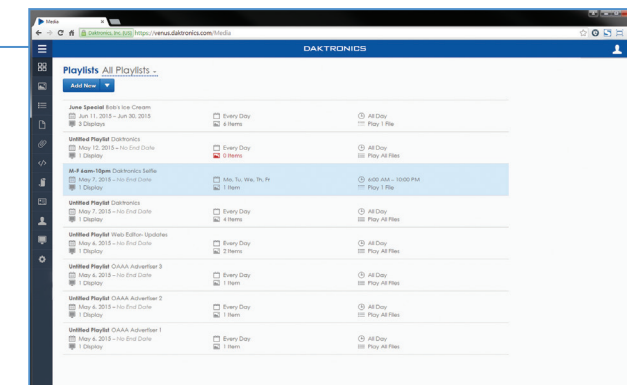 Media
Daktronics, Inc. [US] https://venus.daktronics.com/Media
DAKTRONICS
Playlists All Playlists
Add New
June Special Bob's Ice Cream
Jun 11, 2015 – Jun 30, 2015 Every Day All Day
3 Displays 6 Items Play 1 File
Untitled Playlist Daktronics
May 12, 2015 – No End Date Every Day All Day
1 Display 0 Items Play All Files
M-F 6am-10pm Daktronics Selfie
May 7, 2015 – No End Date Mo, Tu, We, Th, Fr 6:00 AM – 10:00 PM
1 Display 1 Item Play 1 File
Untitled Playlist Daktronics
May 7, 2015 – No End Date Every Day All Day
1 Display 4 Items Play All Files
Untitled Playlist Web Editor- Updates
May 6, 2015 – No End Date Every Day All Day
1 Display 2 Items Play All Files
Untitled Playlist OAAA Advertiser 3
May 6, 2015 – No End Date Every Day All Day
1 Display 1 Item Play All Files
Untitled Playlist OAAA Advertiser 2
May 6, 2015 – No End Date Every Day All Day
1 Display 1 Item Play All Files
Untitled Playlist OAAA Advertiser 1
May 6, 2015 – No End Date Every Day All Day
1 Display 1 Item Play All Files